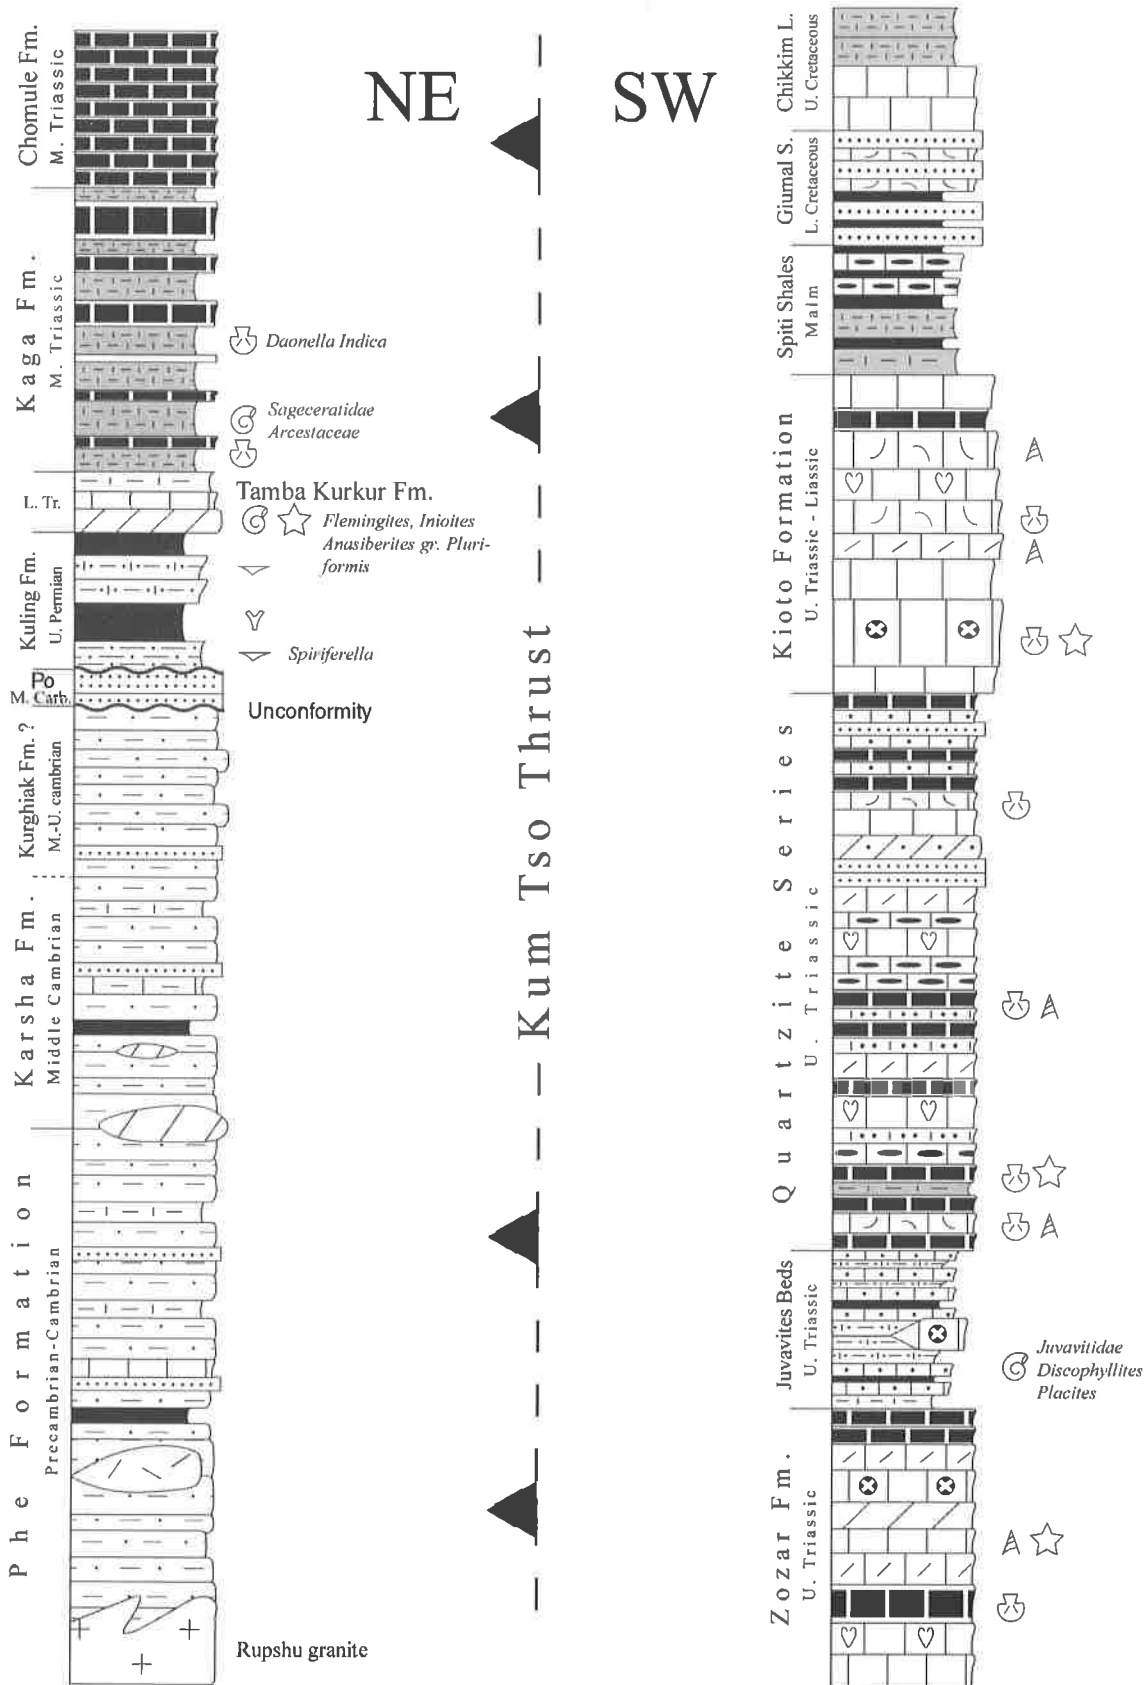 NE
SW
Chomule Fm.
M. Triassic
Kaga Fm.
M. Triassic
Daonella Indica
Sageceratidae
Arcestaceae
L. Tr.
Tamba Kurkur Fm.
Flemingites, Inioites
Anasiberites gr. Pluri-
formis
Kuling Fm.
U. Permian
Spiriferella
Po
M. Carb.
Unconformity
Kurghiak Fm. ?
M.-U. cambrian
Karsha Fm.
Middle Cambrian
Phe Formation
Precambrian-Cambrian
Rupshu granite
Kum Tso Thrust
Chikkim L.
U. Cretaceous
Giumal S.
L. Cretaceous
Spiti Shales
Malm
Kioto Formation
U. Triassic - Liassic
Quartzite Series
U. Triassic
Juvavites Beds
U. Triassic
Juvavitidae
Discophyllites
Placites
Zozar Fm.
U. Triassic